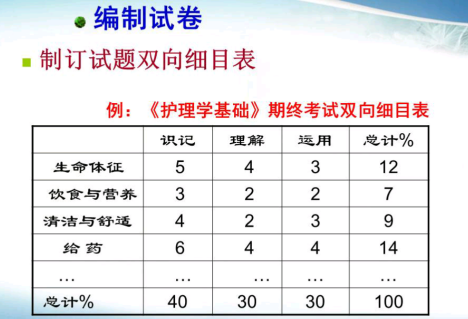 编制试卷
制订试题双向细目表
例：《护理学基础》期终考试双向细目表
识记 理解 运用 总计%
生命体征 5 4 3 12
饮食与营养 3 2 2 7
清洁与舒适 4 2 3 9
给药 6 4 4 14
… … … … …
总计% 40 30 30 100